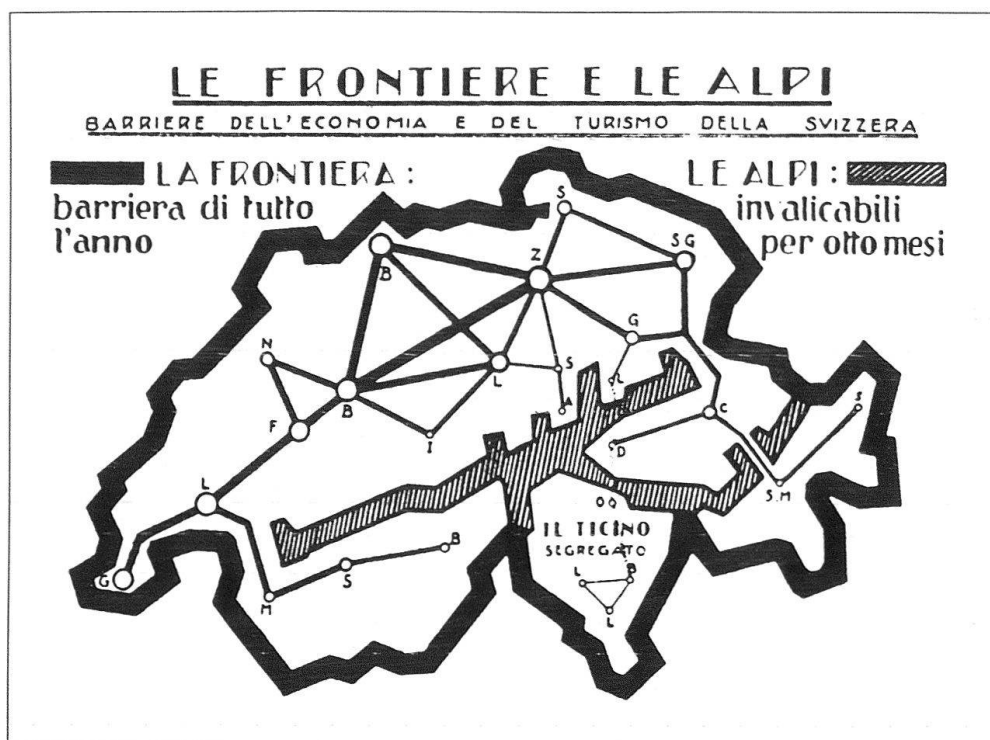 LE FRONTIERE E LE ALPI
BARRIERE DELL'ECONOMIA E DEL TURISMO DELLA SVIZZERA
LA FRONTIERA:
barriera di tutto
l'anno
LE ALPI:
invalicabili
per otto mesi
S
Z
S G
B
N
G
L
S
L
B
F
I
A
C
S
D
L
S.M
IL TICINO
SEGREGATO
B
S
M
G
L
B
L